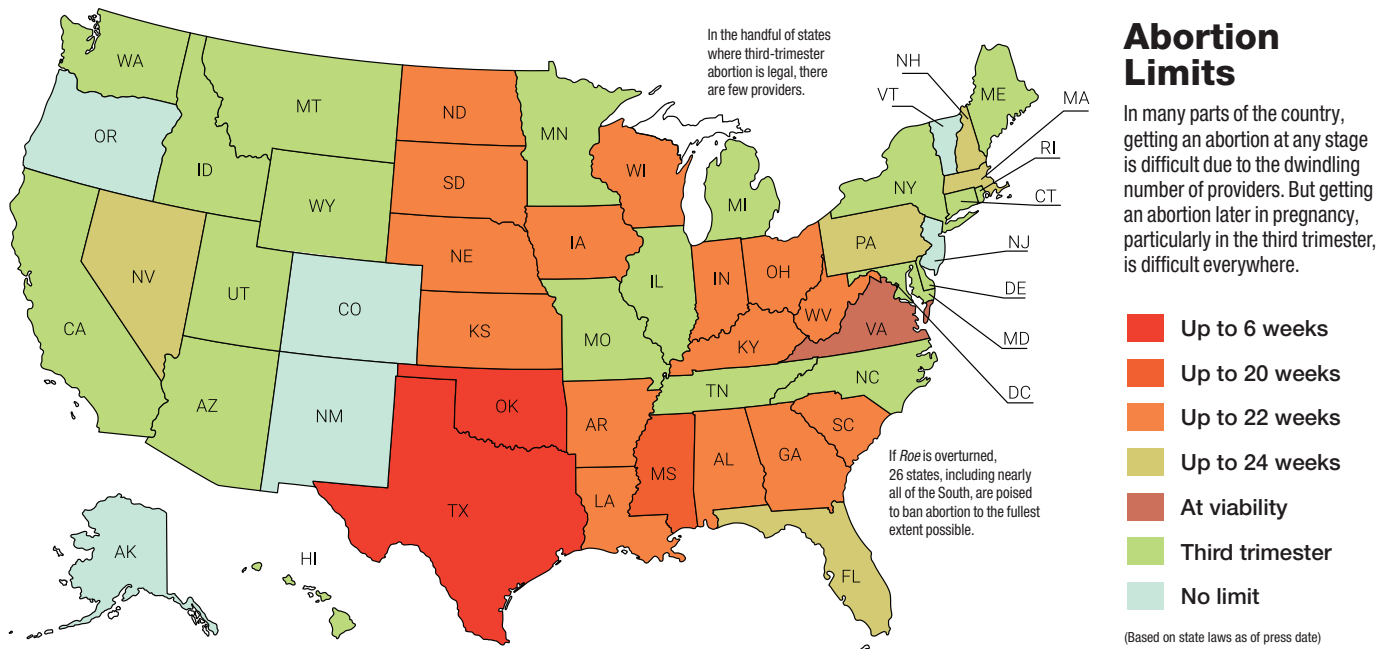 Abortion
Limits
In many parts of the country,
getting an abortion at any stage
is difficult due to the dwindling
number of providers. But getting
an abortion later in pregnancy,
particularly in the third trimester,
is difficult everywhere.
Up to 6 weeks
Up to 20 weeks
Up to 22 weeks
Up to 24 weeks
At viability
Third trimester
No limit
(Based on state laws as of press date)
In the handful of states
where third-trimester
abortion is legal, there
are few providers.
WA
MT
ND
MN
OR
ID
SD
WI
WY
MI
NY
VT
NH
ME
MA
RI
CT
NV
NE
IA
PA
NJ
UT
CO
IL
IN
OH
DE
CA
KS
MO
WV
VA
MD
KY
DC
AZ
NM
OK
TN
NC
AR
SC
TX
LA
MS
AL
GA
FL
AK
HI
If Roe is overturned,
26 states, including nearly
all of the South, are poised
to ban abortion to the fullest
extent possible.